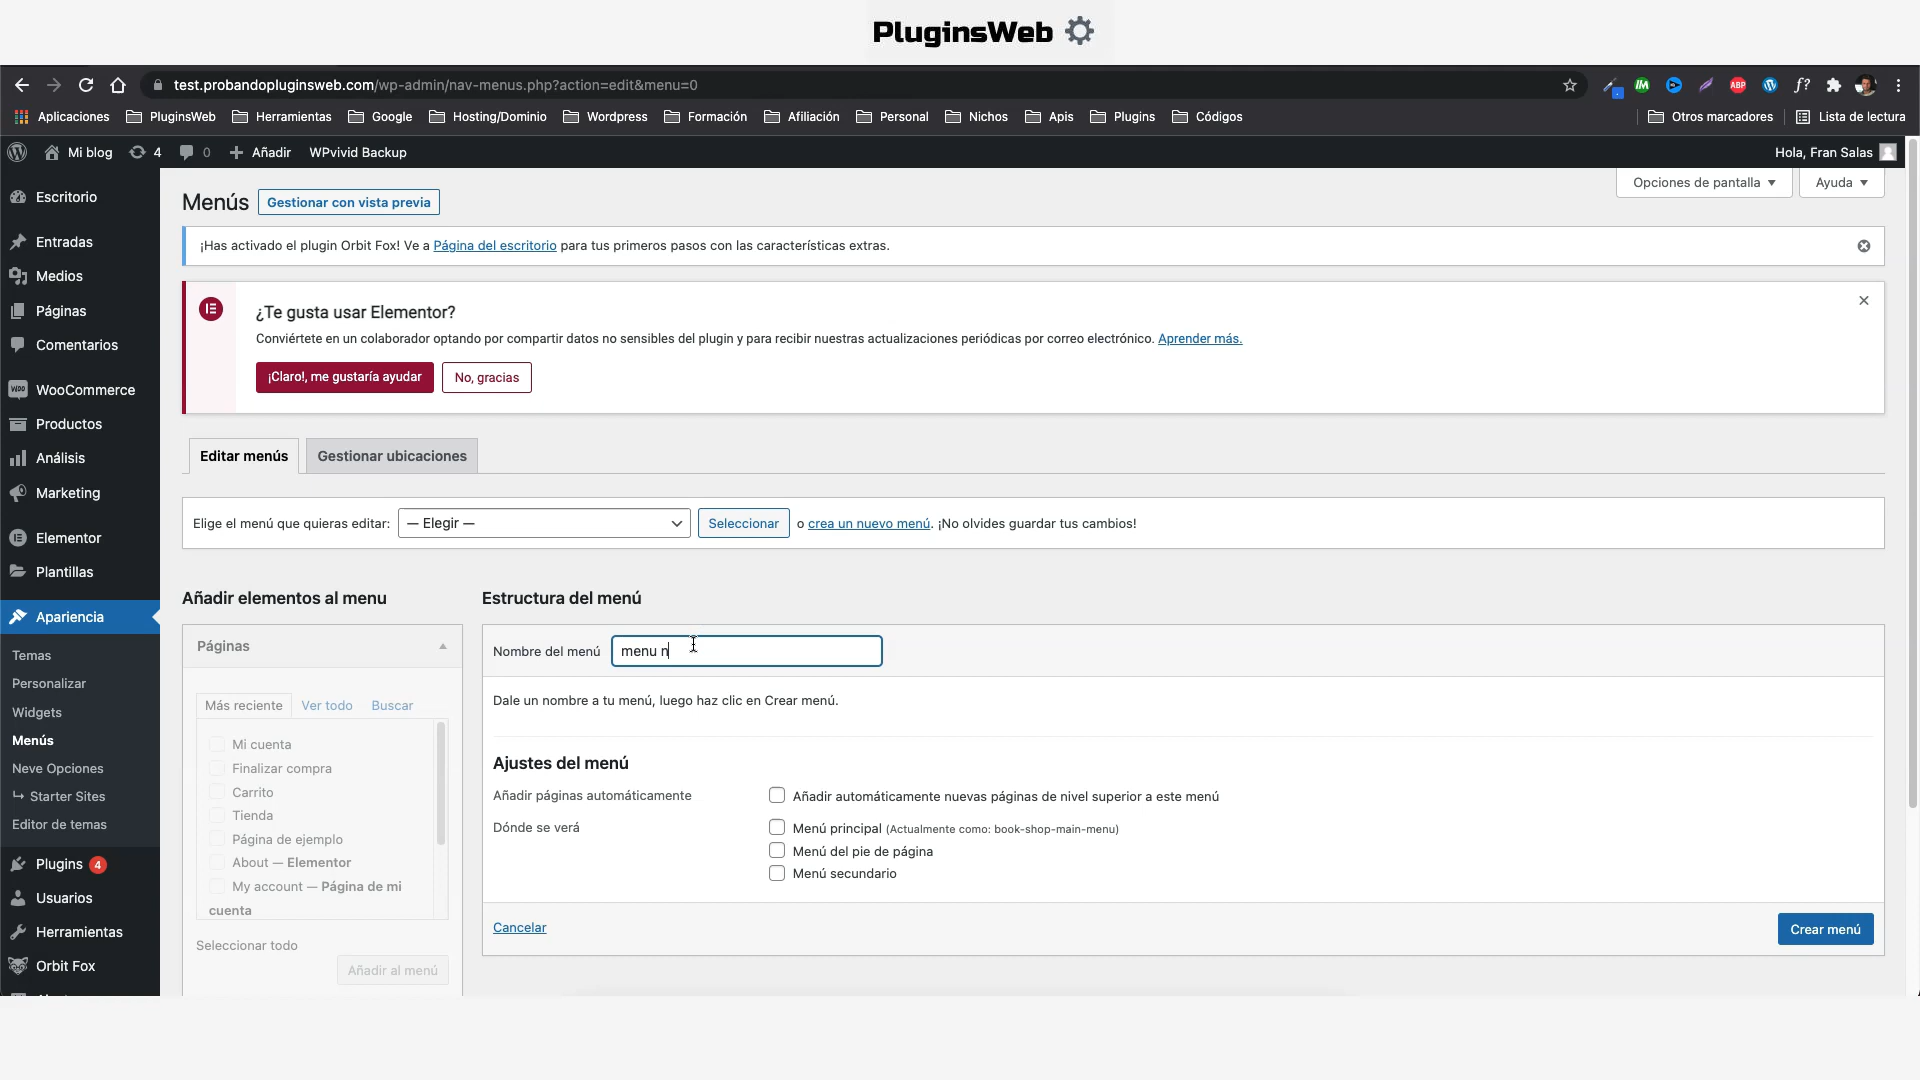 PluginsWeb
test.probandopluginsweb.com/wp-admin/nav-menus.php?action=edit&menu=0
Aplicaciones PluginsWeb Herramientas Google Hosting/Dominio Wordpress Formación Afiliación Personal Nichos Apis Plugins Códigos Otros marcadores Lista de lectura
Mi blog 4 0 Añadir WPvivid Backup Hola, Fran Salas
Opciones de pantalla Ayuda
Menús Gestionar con vista previa
¡Has activado el plugin Orbit Fox! Ve a Página del escritorio para tus primeros pasos con las características extras.
¿Te gusta usar Elementor?
Conviértete en un colaborador optando por compartir datos no sensibles del plugin y para recibir nuestras actualizaciones periódicas por correo electrónico. Aprender más.
¡Claro!, me gustaría ayudar No, gracias
Editar menús Gestionar ubicaciones
Elige el menú que quieras editar: — Elegir — Seleccionar o crea un nuevo menú. ¡No olvides guardar tus cambios!
Escritorio
Entradas
Medios
Páginas
Comentarios
WooCommerce
Productos
Análisis
Marketing
Elementor
Plantillas
Apariencia
Temas
Personalizar
Widgets
Menús
Neve Opciones
↳ Starter Sites
Editor de temas
Plugins 4
Usuarios
Herramientas
Orbit Fox
Añadir elementos al menu
Páginas
Más reciente Ver todo Buscar
Mi cuenta
Finalizar compra
Carrito
Tienda
Página de ejemplo
About — Elementor
My account — Página de mi
cuenta
Seleccionar todo
Añadir al menú
Estructura del menú
Nombre del menú menu n
Dale un nombre a tu menú, luego haz clic en Crear menú.
Ajustes del menú
Añadir páginas automáticamente Añadir automáticamente nuevas páginas de nivel superior a este menú
Dónde se verá Menú principal (Actualmente como: book-shop-main-menu)
Menú del pie de página
Menú secundario
Cancelar Crear menú